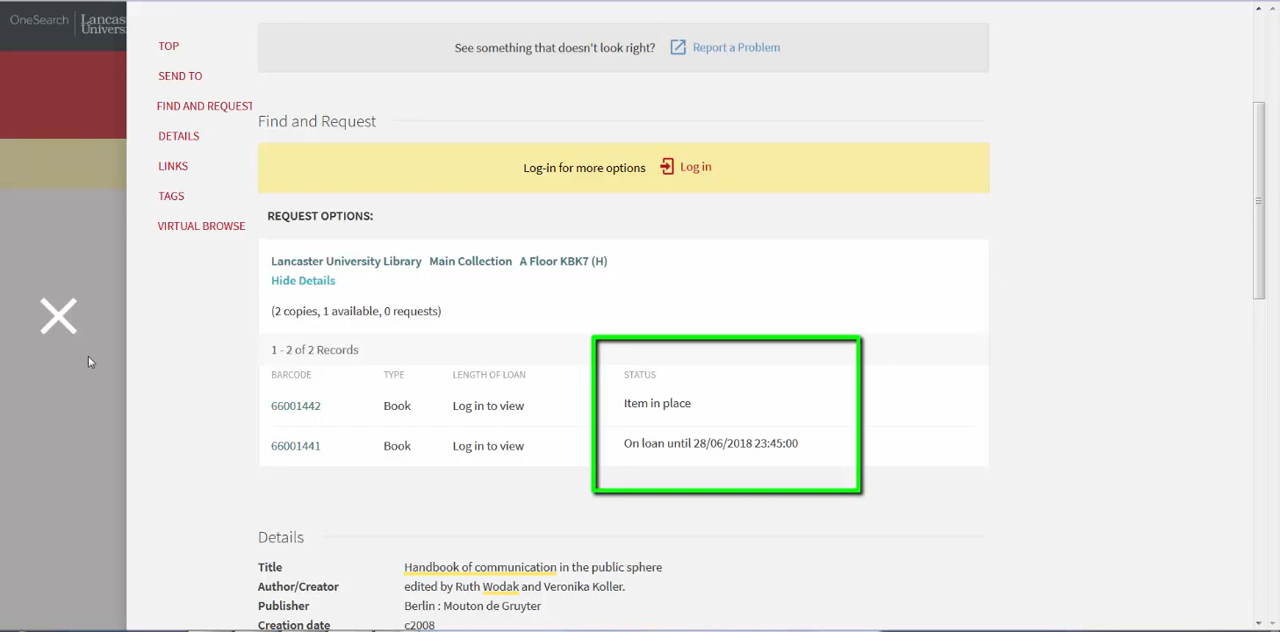 OneSearch
Lancas
Universi
TOP
SEND TO
FIND AND REQUEST
DETAILS
LINKS
TAGS
VIRTUAL BROWSE
See something that doesn't look right? Report a Problem
Find and Request
Log-in for more options Log in
REQUEST OPTIONS:
Lancaster University Library Main Collection A Floor KBK7 (H)
Hide Details
(2 copies, 1 available, 0 requests)
1 - 2 of 2 Records
BARCODE TYPE LENGTH OF LOAN STATUS
66001442 Book Log in to view Item in place
66001441 Book Log in to view On loan until 28/06/2018 23:45:00
Details
Title Handbook of communication in the public sphere
Author/Creator edited by Ruth Wodak and Veronika Koller.
Publisher Berlin : Mouton de Gruyter
Creation date c2008